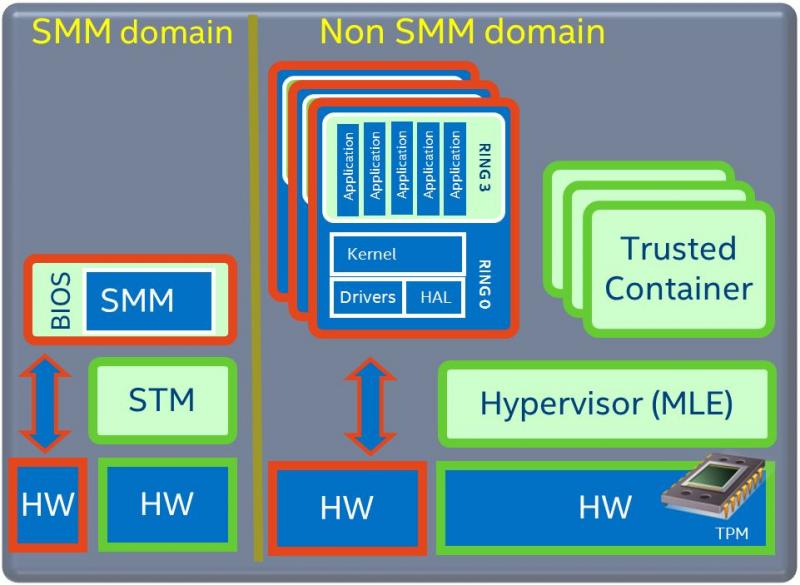 SMM domain
Non SMM domain
Application
Application
Application
Application
Application
RING 3
Kernel
Drivers
HAL
RING 0
Trusted
Container
BIOS
SMM
STM
Hypervisor (MLE)
HW
HW
HW
HW
TPM